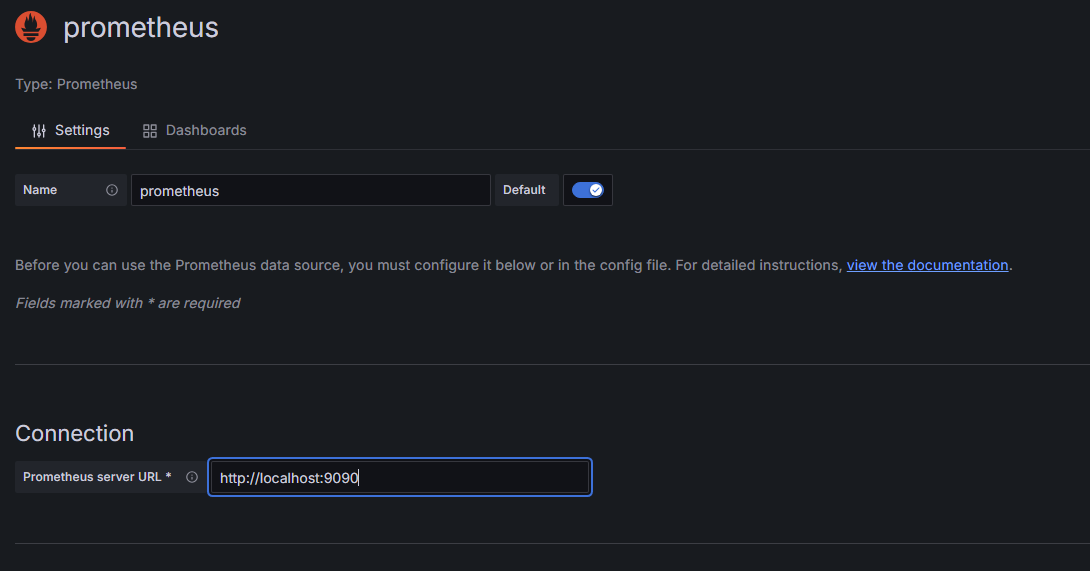 prometheus
Type: Prometheus
Settings Dashboards
Name prometheus Default
Before you can use the Prometheus data source, you must configure it below or in the config file. For detailed instructions, view the documentation.
Fields marked with * are required
Connection
Prometheus server URL * http://localhost:9090